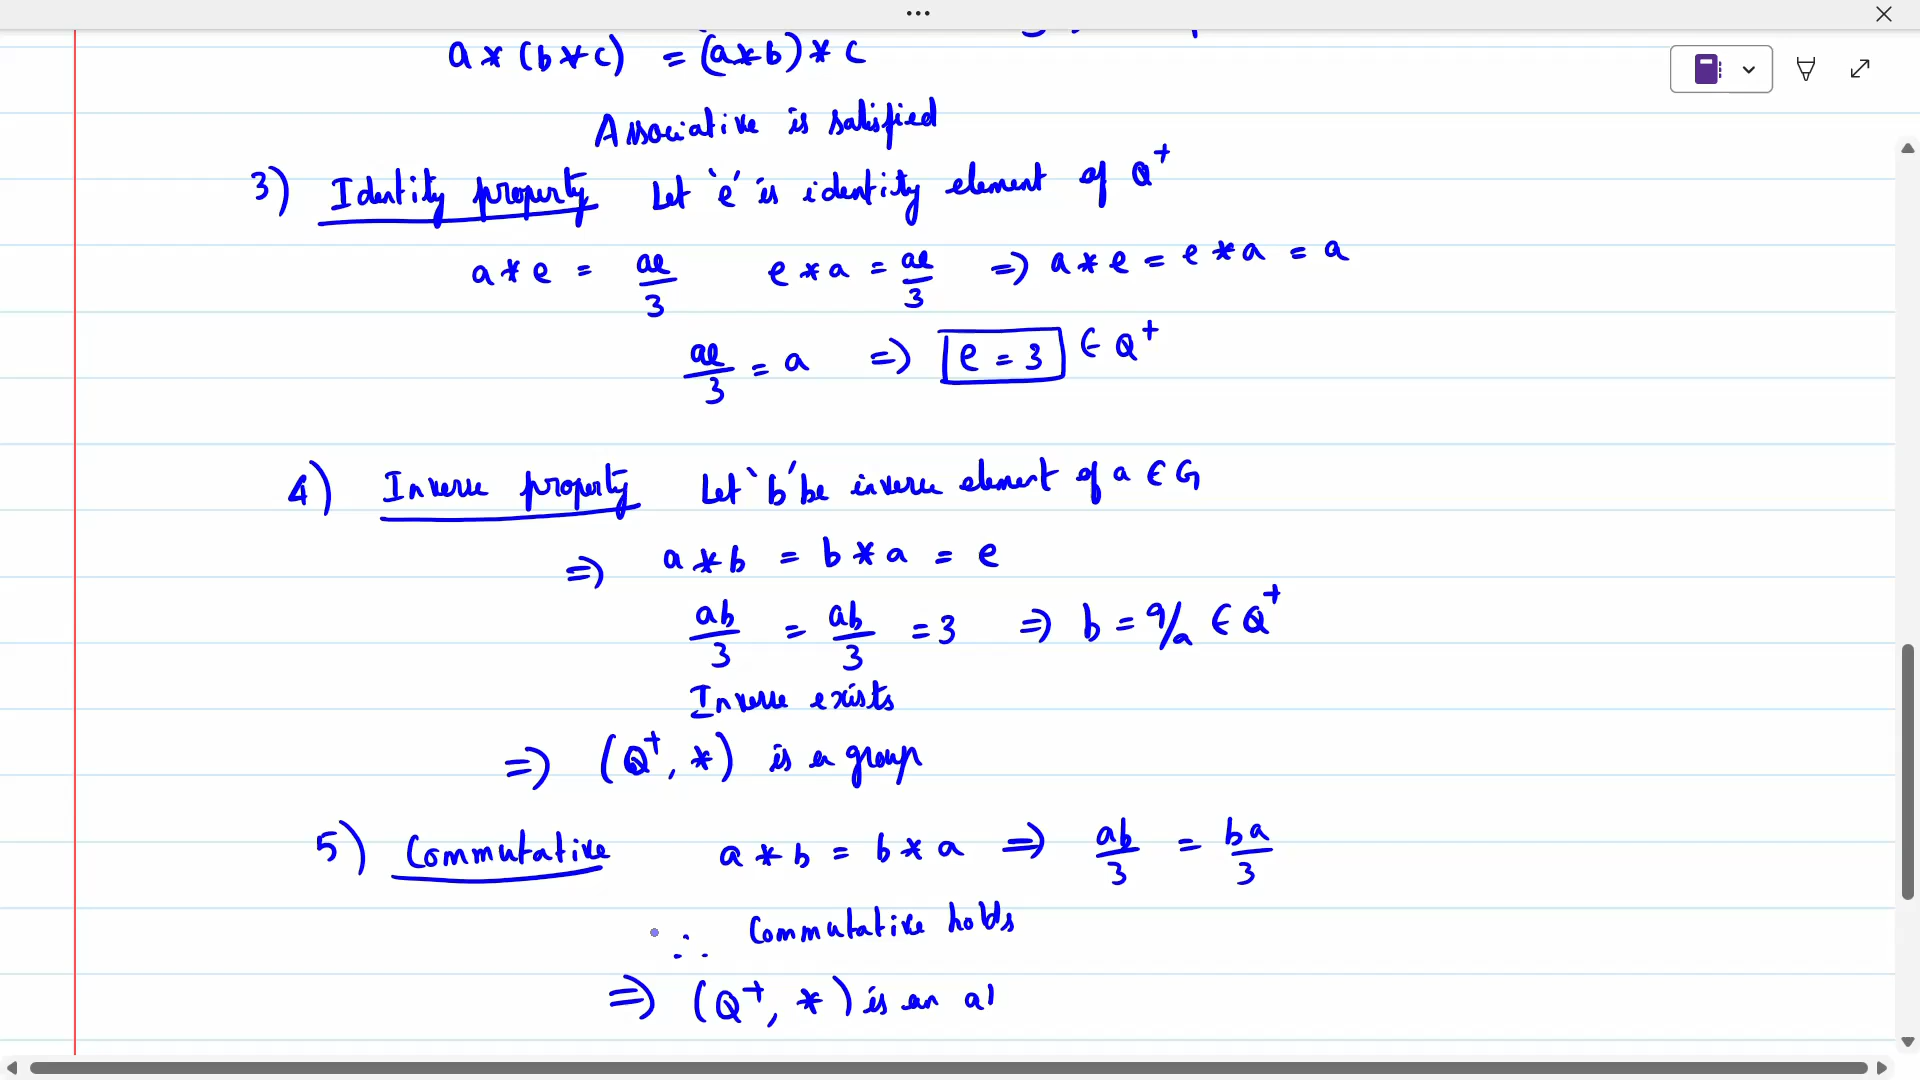 a * (b * c) = (a * b) * c
Associative is satisfied
3) Identity property Let 'e' is identity element of Q⁺
a * e = ae/3 e * a = ae/3 ⇒ a * e = e * a = a
ae/3 = a ⇒ e = 3 ∈ Q⁺
4) Inverse property Let 'b' be inverse element of a ∈ G
⇒ a * b = b * a = e
ab/3 = ab/3 = 3 ⇒ b = 9/a ∈ Q⁺
Inverse exists
⇒ (Q⁺, *) is a group
5) Commutative a * b = b * a ⇒ ab/3 = ba/3
∴ Commutative holds
⇒ (Q⁺, *) is an al